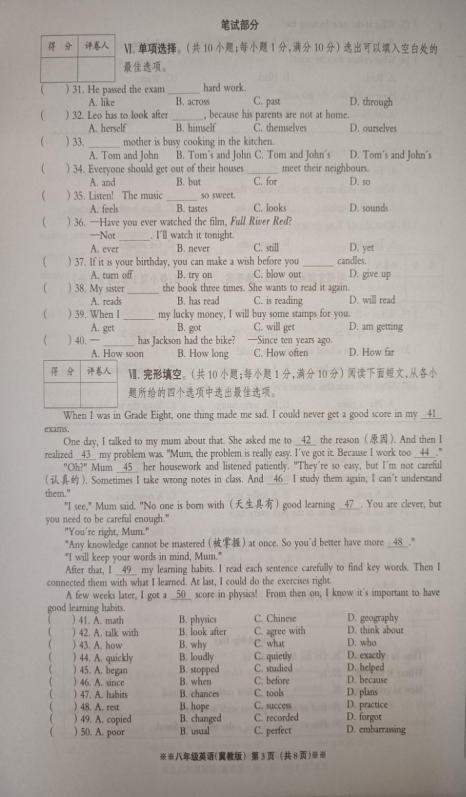 笔试部分
得 分 评卷人
Ⅵ. 单项选择。(共 10 小题;每小题 1 分,满分 10 分) 选出可以填入空白处的
最佳选项。
( ) 31. He passed the exam ______ hard work.
A. like B. across C. past D. through
( ) 32. Leo has to look after ______, because his parents are not at home.
A. herself B. himself C. themselves D. ourselves
( ) 33. ______ mother is busy cooking in the kitchen.
A. Tom and John B. Tom's and John C. Tom and John's D. Tom's and John's
( ) 34. Everyone should get out of their houses ______ meet their neighbours.
A. and B. but C. for D. so
( ) 35. Listen! The music ______ so sweet.
A. feels B. tastes C. looks D. sounds
( ) 36. —Have you ever watched the film, Full River Red?
—Not ______. I'll watch it tonight.
A. ever B. never C. still D. yet
( ) 37. If it is your birthday, you can make a wish before you ______ candles.
A. turn off B. try on C. blow out D. give up
( ) 38. My sister ______ the book three times. She wants to read it again.
A. reads B. has read C. is reading D. will read
( ) 39. When I ______ my lucky money, I will buy some stamps for you.
A. get B. got C. will get D. am getting
( ) 40. — ______ has Jackson had the bike? —Since ten years ago.
A. How soon B. How long C. How often D. How far
得 分 评卷人
Ⅶ. 完形填空。(共 10 小题;每小题 1 分,满分 10 分) 阅读下面短文,从各小
题所给的四个选项中选出最佳选项。
When I was in Grade Eight, one thing made me sad. I could never get a good score in my 41
exams.
One day, I talked to my mum about that. She asked me to 42 the reason (原因). And then I
realized 43 my problem was. "Mum, the problem is really easy. I've got it. Because I work too 44 ."
"Oh?" Mum 45 her housework and listened patiently. "They're so easy, but I'm not careful
(认真的). Sometimes I take wrong notes in class. And 46 I study them again, I can't understand
them."
"I see," Mum said. "No one is born with (天生具有) good learning 47 . You are clever, but
you need to be careful enough."
"You're right, Mum."
"Any knowledge cannot be mastered (被掌握) at once. So you'd better have more 48 ."
"I will keep your words in mind, Mum."
After that, I 49 my learning habits. I read each sentence carefully to find key words. Then I
connected them with what I learned. At last, I could do the exercises right.
A few weeks later, I got a 50 score in physics! From then on, I know it's important to have
good learning habits.
( ) 41. A. math B. physics C. Chinese D. geography
( ) 42. A. talk with B. look after C. agree with D. think about
( ) 43. A. how B. why C. what D. who
( ) 44. A. quickly B. loudly C. quietly D. exactly
( ) 45. A. began B. stopped C. studied D. helped
( ) 46. A. since B. when C. before D. because
( ) 47. A. habits B. chances C. tools D. plans
( ) 48. A. rest B. hope C. success D. practice
( ) 49. A. copied B. changed C. recorded D. forgot
( ) 50. A. poor B. usual C. perfect D. embarrassing
※※八年级英语(冀教版) 第 3 页 (共 8 页)※※